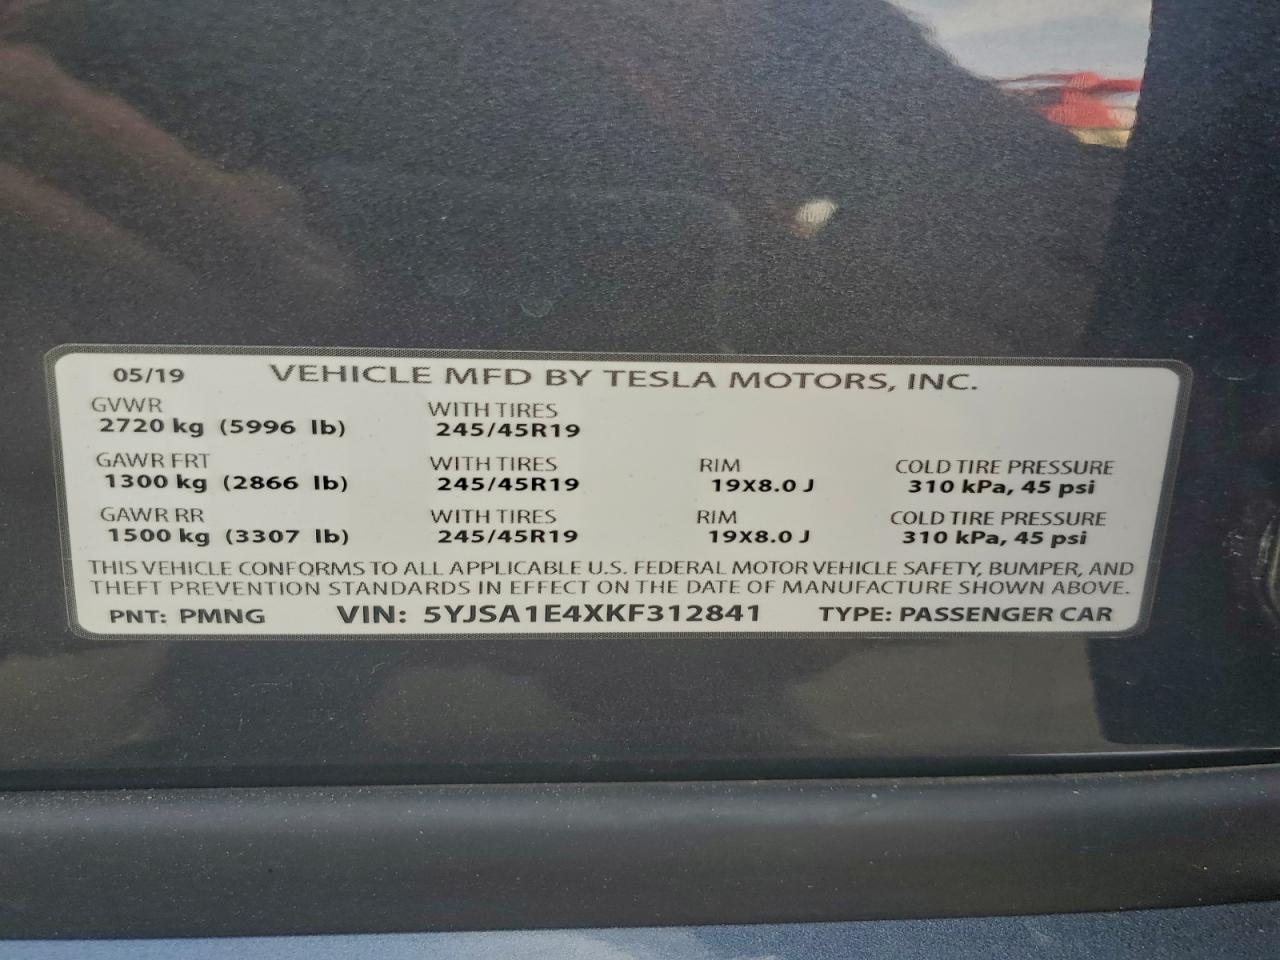 05/19 VEHICLE MFD BY TESLA MOTORS, INC.
GVWR WITH TIRES
2720 kg (5996 lb) 245/45R19
GAWR FRT WITH TIRES RIM COLD TIRE PRESSURE
1300 kg (2866 lb) 245/45R19 19X8.0 J 310 kPa, 45 psi
GAWR RR WITH TIRES RIM COLD TIRE PRESSURE
1500 kg (3307 lb) 245/45R19 19X8.0 J 310 kPa, 45 psi
THIS VEHICLE CONFORMS TO ALL APPLICABLE U.S. FEDERAL MOTOR VEHICLE SAFETY, BUMPER, AND
THEFT PREVENTION STANDARDS IN EFFECT ON THE DATE OF MANUFACTURE SHOWN ABOVE.
PNT: PMNG VIN: 5YJSA1E4XKF312841 TYPE: PASSENGER CAR